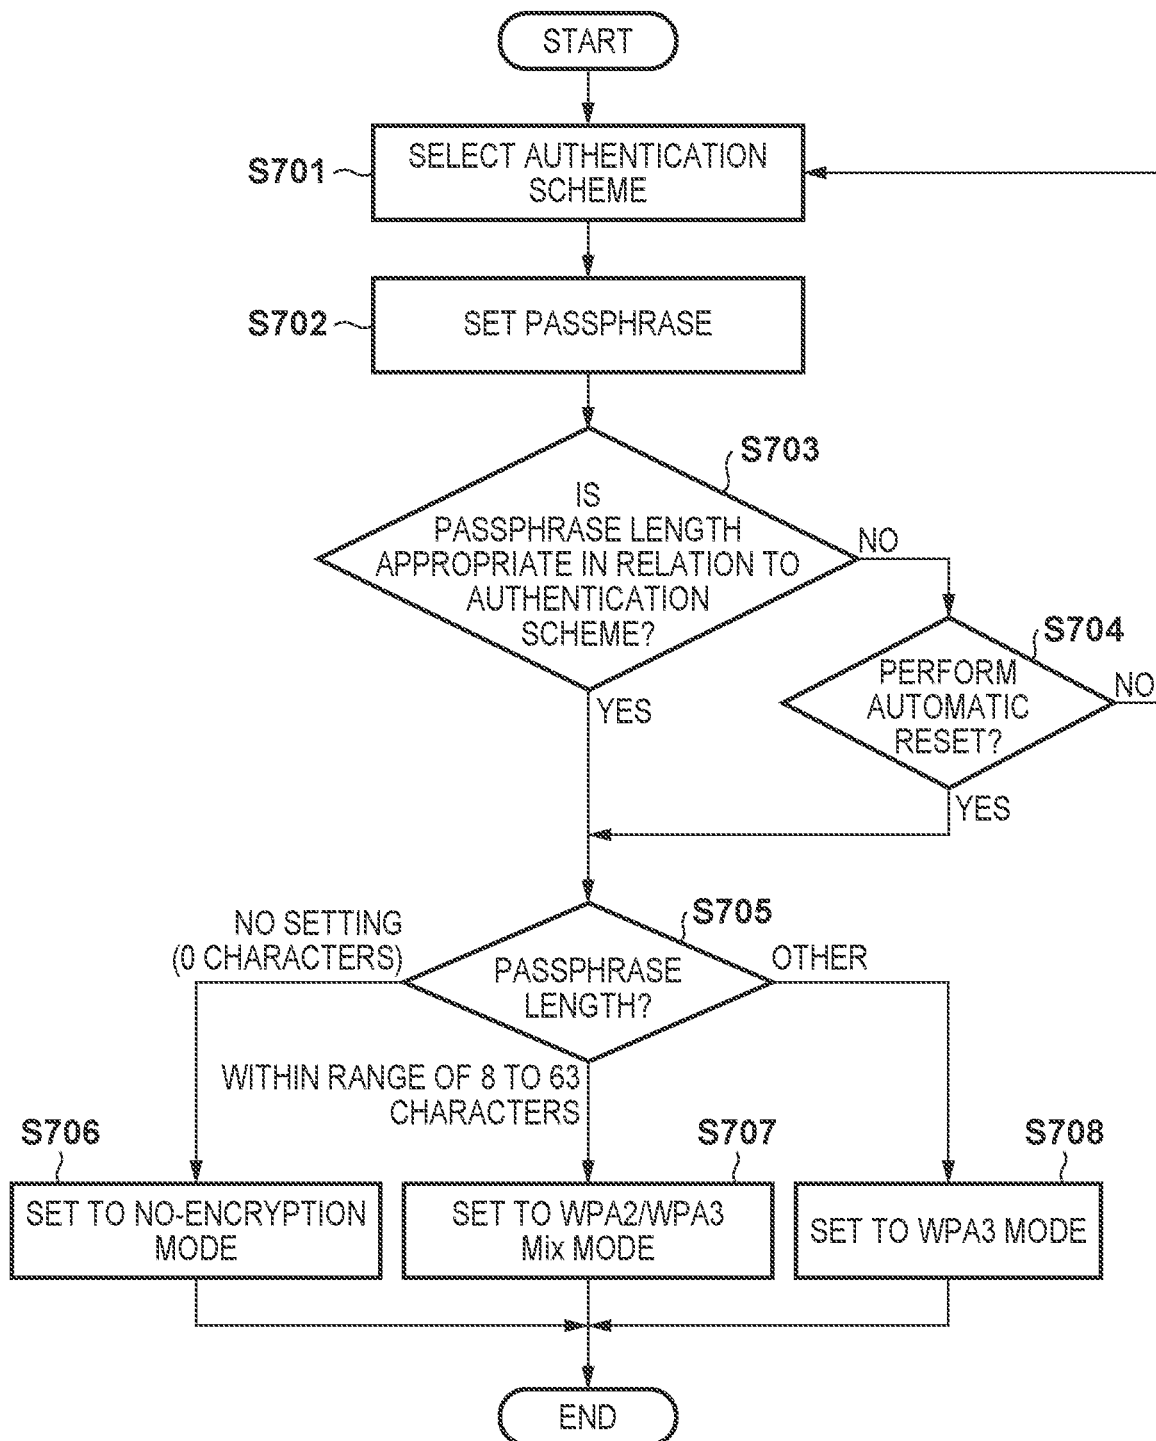 START
S701
SELECT AUTHENTICATION
SCHEME
S702
SET PASSPHRASE
S703
IS
PASSPHRASE LENGTH
APPROPRIATE IN RELATION TO
AUTHENTICATION
SCHEME?
NO
YES
S704
PERFORM
AUTOMATIC
RESET?
NO
YES
S705
PASSPHRASE
LENGTH?
NO SETTING
(0 CHARACTERS)
OTHER
WITHIN RANGE OF 8 TO 63
CHARACTERS
S706
SET TO NO-ENCRYPTION
MODE
S707
SET TO WPA2/WPA3
Mix MODE
S708
SET TO WPA3 MODE
END